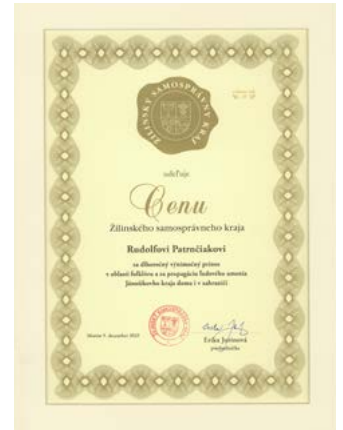 ŽILINSKÝ SAMOSPRÁVNY KRAJ
udeľuje
Cenu
Žilinského samosprávneho kraja
Rudolfovi Patrnčiakovi
za dlhoročný výnimočný prínos
v oblasti folklóru a za propagáciu ľudového umenia
Jánošíkovho kraja doma i v zahraničí
Erika Jurinová
predsedníčka